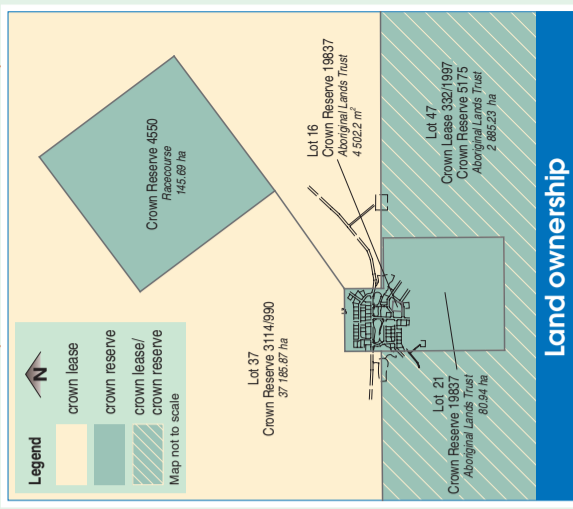 Legend
N
crown lease
crown reserve
crown lease/
crown reserve
Map not to scale
Crown Reserve 4550
Racecourse
145.69 ha
Lot 37
Crown Reserve 3114/990
37 185.87 ha
Lot 16
Crown Reserve 19837
Aboriginal Lands Trust
4 502.2 m²
Lot 47
Crown Lease 332/1997
Crown Reserve 5175
Aboriginal Lands Trust
2 885.23 ha
Lot 21
Crown Reserve 19837
Aboriginal Lands Trust
80.94 ha
Land ownership